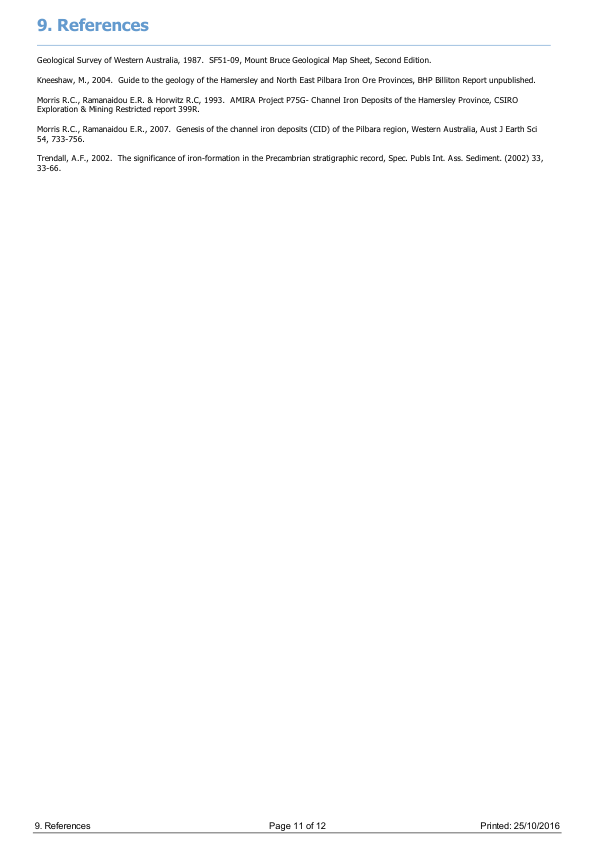 9. References
Geological Survey of Western Australia, 1987.  SF51-09, Mount Bruce Geological Map Sheet, Second Edition.
Kneeshaw, M., 2004.  Guide to the geology of the Hamersley and North East Pilbara Iron Ore Provinces, BHP Billiton Report unpublished.
Morris R.C., Ramanaidou E.R. & Horwitz R.C, 1993.  AMIRA Project P75G- Channel Iron Deposits of the Hamersley Province, CSIRO
Exploration & Mining Restricted report 399R.
Morris R.C., Ramanaidou E.R., 2007.  Genesis of the channel iron deposits (CID) of the Pilbara region, Western Australia, Aust J Earth Sci
54, 733-756.
Trendall, A.F., 2002.  The significance of iron-formation in the Precambrian stratigraphic record, Spec. Publs Int. Ass. Sediment. (2002) 33,
33-66.
9. References Page 11 of 12 Printed: 25/10/2016